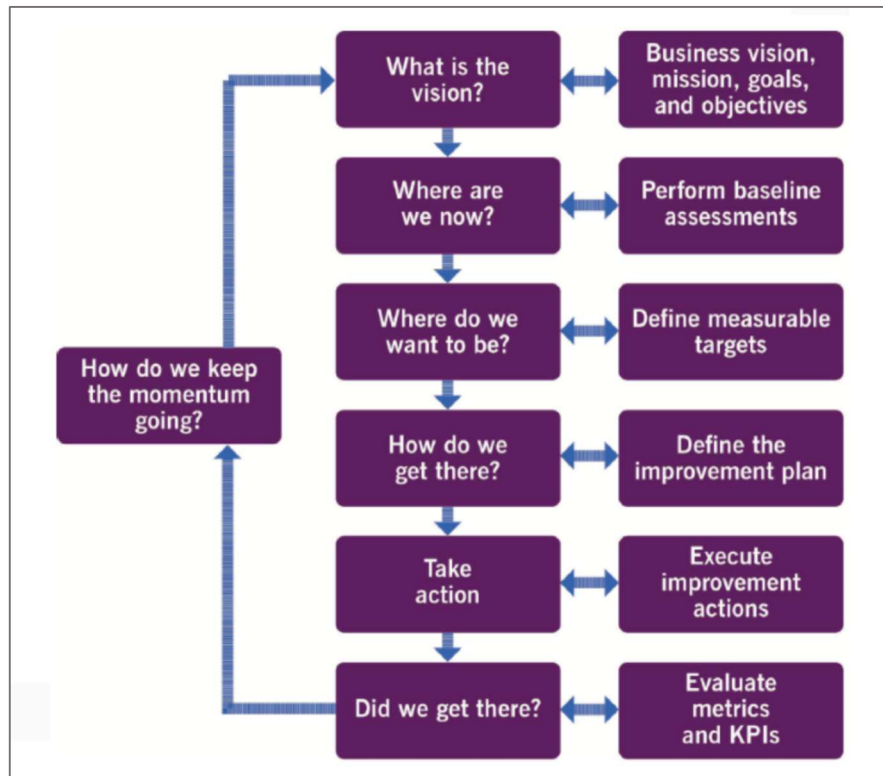 What is the
vision?
Business vision,
mission, goals,
and objectives
Where are
we now?
Perform baseline
assessments
Where do we
want to be?
Define measurable
targets
How do we keep
the momentum
going?
How do we
get there?
Define the
improvement plan
Take
action
Execute
improvement
actions
Did we get there?
Evaluate
metrics
and KPIs